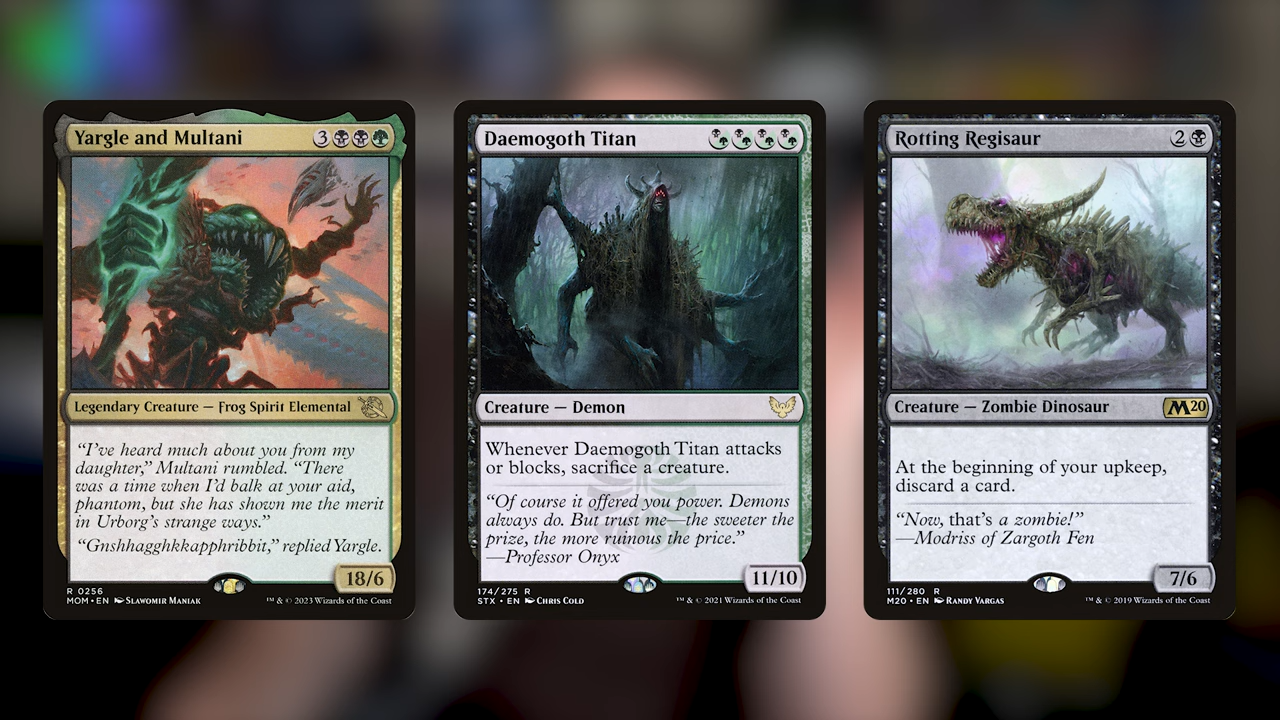 Yargle and Multani 3
Legendary Creature — Frog Spirit Elemental
“I’ve heard much about you from my
daughter,” Multani rumbled. “There
was a time when I’d balk at your aid,
phantom, but she has shown me the merit
in Urborg’s strange ways.”
“Gnshhagghkkapphribbit,” replied Yargle.
18/6
R 0256
MOM • EN SLAWOMIR MANIAK
™ & © 2023 Wizards of the Coast
Daemogoth Titan
Creature — Demon
Whenever Daemogoth Titan attacks
or blocks, sacrifice a creature.
“Of course it offered you power. Demons
always do. But trust me—the sweeter the
prize, the more ruinous the price.”
—Professor Onyx
11/10
174/275 R
STX • EN CHRIS COLD
™ & © 2021 Wizards of the Coast
Rotting Regisaur 2
Creature — Zombie Dinosaur M20
At the beginning of your upkeep,
discard a card.
“Now, that’s a zombie!”
—Modriss of Zargoth Fen
7/6
111/280 R
M20 • EN RANDY VARGAS
™ & © 2019 Wizards of the Coast